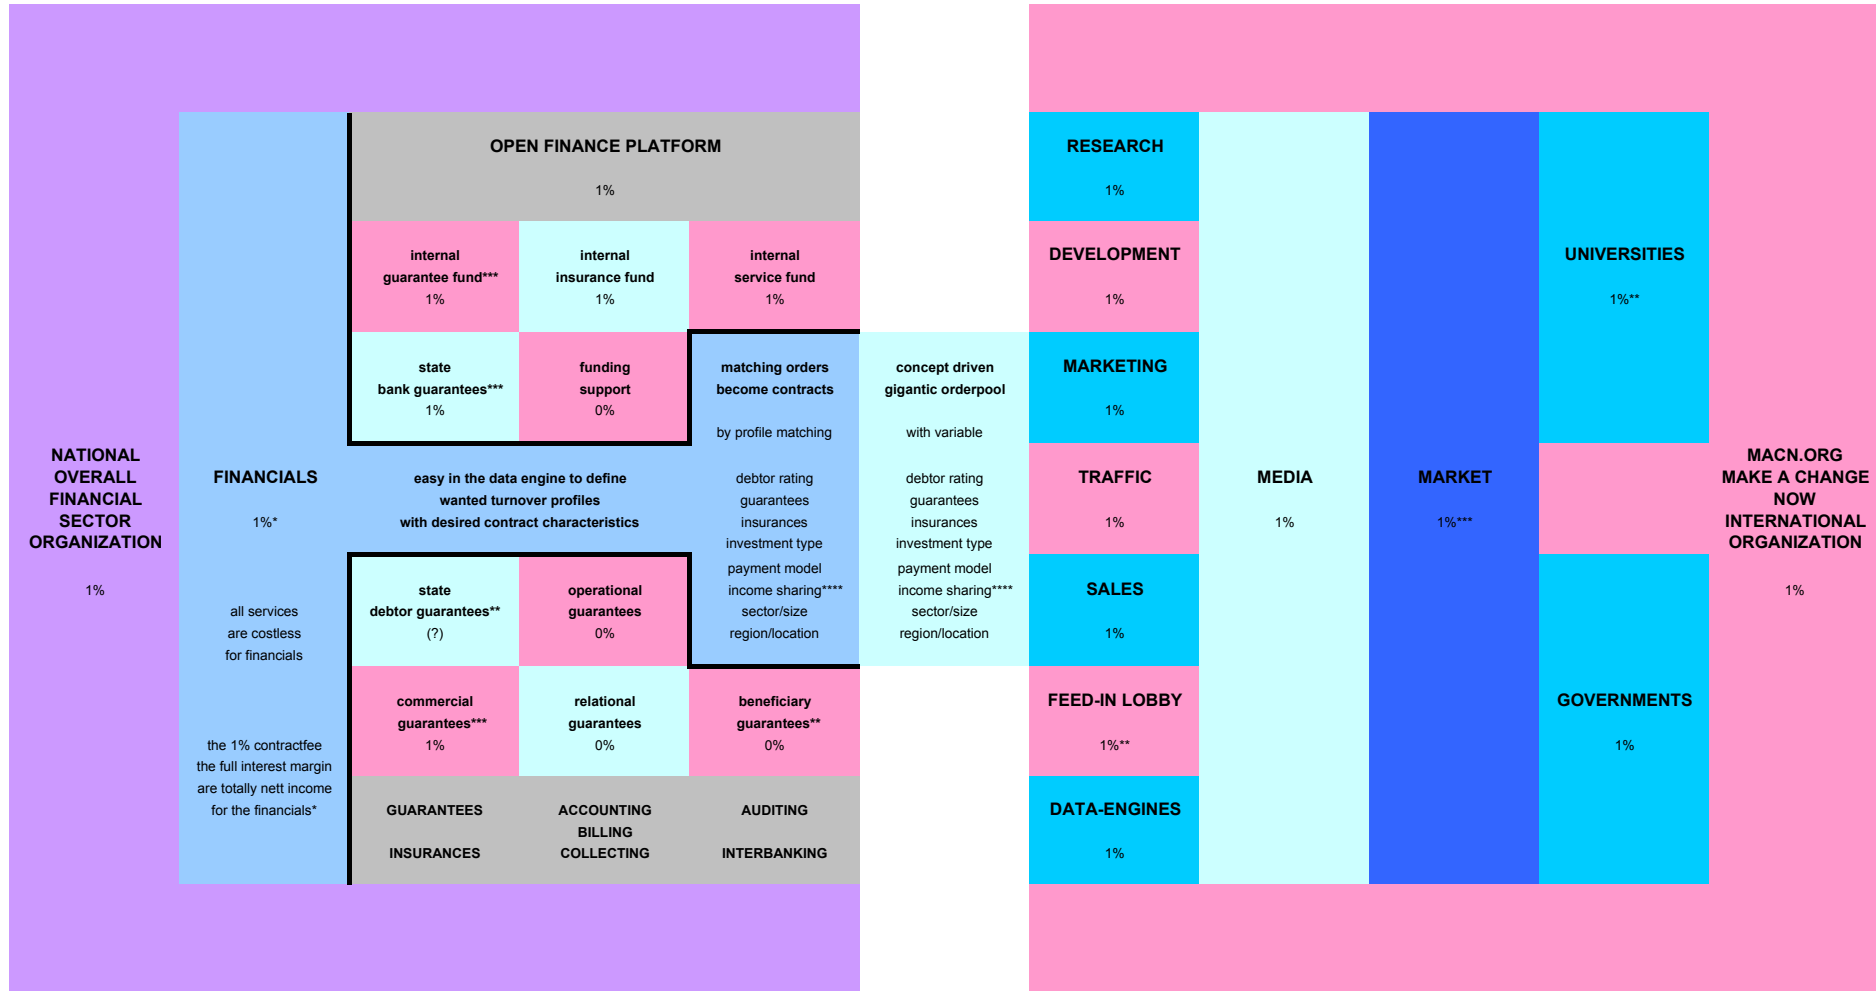 NATIONAL
OVERALL
FINANCIAL
SECTOR
ORGANIZATION
1%
FINANCIALS
1%*
all services
are costless
for financials
the 1% contractfee
the full interest margin
are totally nett income
for the financials*
OPEN FINANCE PLATFORM
1%
internal
guarantee fund***
1%
internal
insurance fund
1%
internal
service fund
1%
state
bank guarantees***
1%
funding
support
0%
easy in the data engine to define
wanted turnover profiles
with desired contract characteristics
state
debtor guarantees**
(?)
operational
guarantees
0%
commercial
guarantees***
1%
relational
guarantees
0%
beneficiary
guarantees**
0%
GUARANTEES
INSURANCES
ACCOUNTING
BILLING
COLLECTING
AUDITING
INTERBANKING
matching orders
become contracts
by profile matching
debtor rating
guarantees
insurances
investment type
payment model
income sharing****
sector/size
region/location
concept driven
gigantic orderpool
with variable
debtor rating
guarantees
insurances
investment type
payment model
income sharing****
sector/size
region/location
RESEARCH
1%
DEVELOPMENT
1%
MARKETING
1%
TRAFFIC
1%
SALES
1%
FEED-IN LOBBY
1%**
DATA-ENGINES
1%
MEDIA
1%
MARKET
1%***
UNIVERSITIES
1%**
GOVERNMENTS
1%
MACN.ORG
MAKE A CHANGE
NOW
INTERNATIONAL
ORGANIZATION
1%